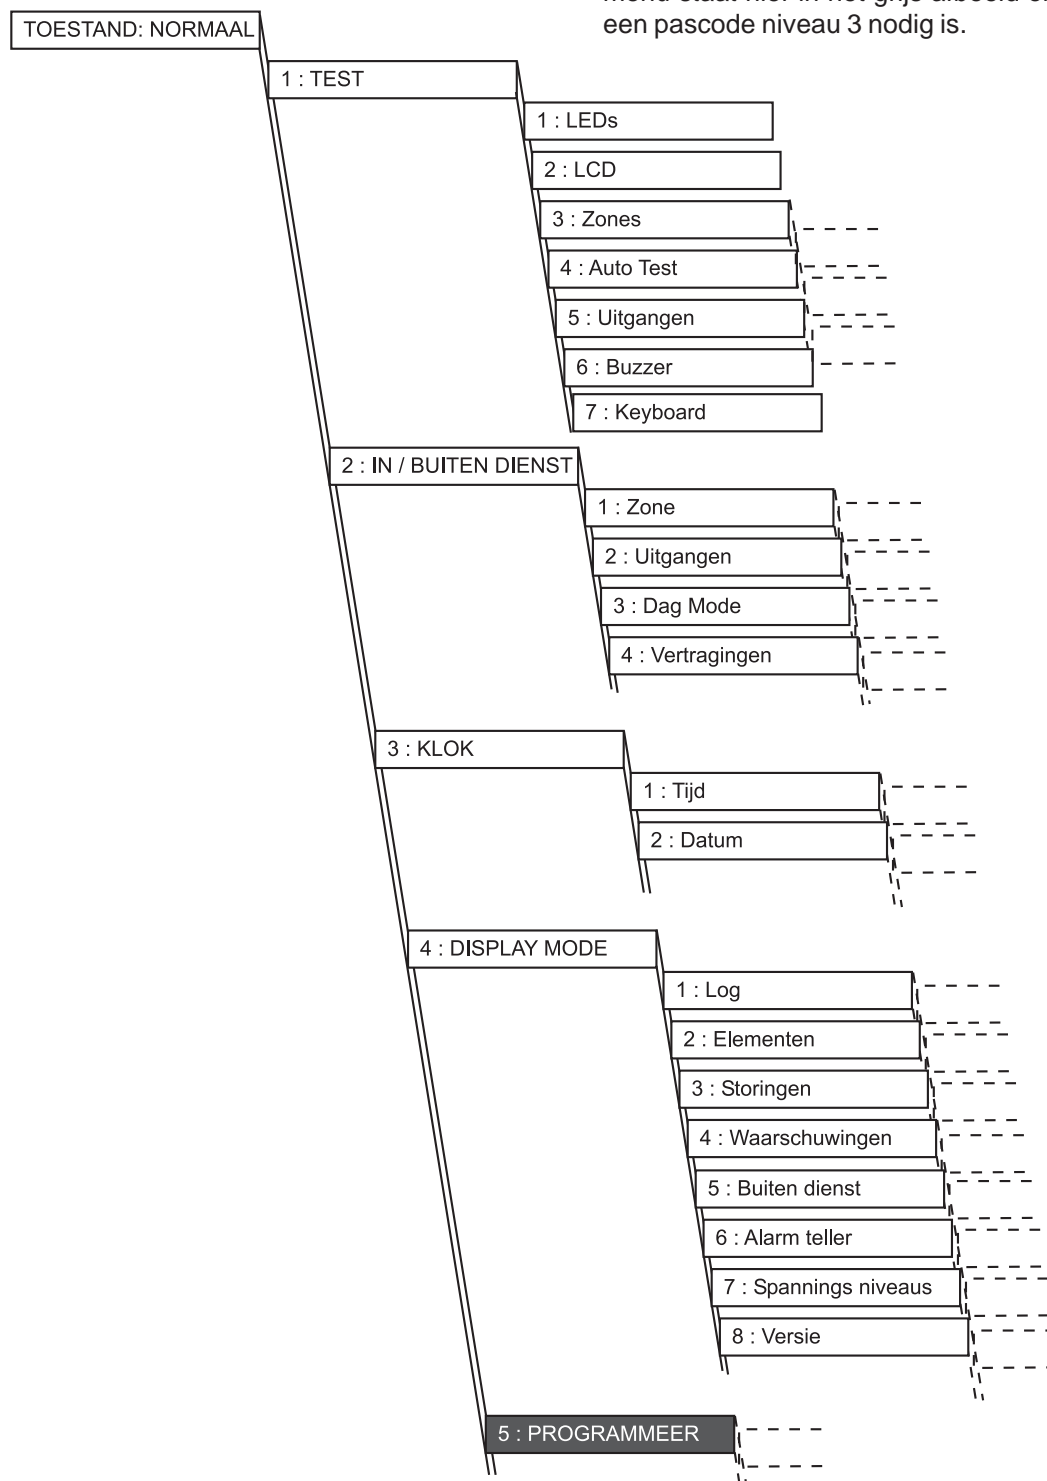 een pascode niveau 3 nodig is.
TOESTAND: NORMAAL
1 : TEST
1 : LEDs
2 : LCD
3 : Zones
4 : Auto Test
5 : Uitgangen
6 : Buzzer
7 : Keyboard
2 : IN / BUITEN DIENST
1 : Zone
2 : Uitgangen
3 : Dag Mode
4 : Vertragingen
3 : KLOK
1 : Tijd
2 : Datum
4 : DISPLAY MODE
1 : Log
2 : Elementen
3 : Storingen
4 : Waarschuwingen
5 : Buiten dienst
6 : Alarm teller
7 : Spannings niveaus
8 : Versie
5 : PROGRAMMEER